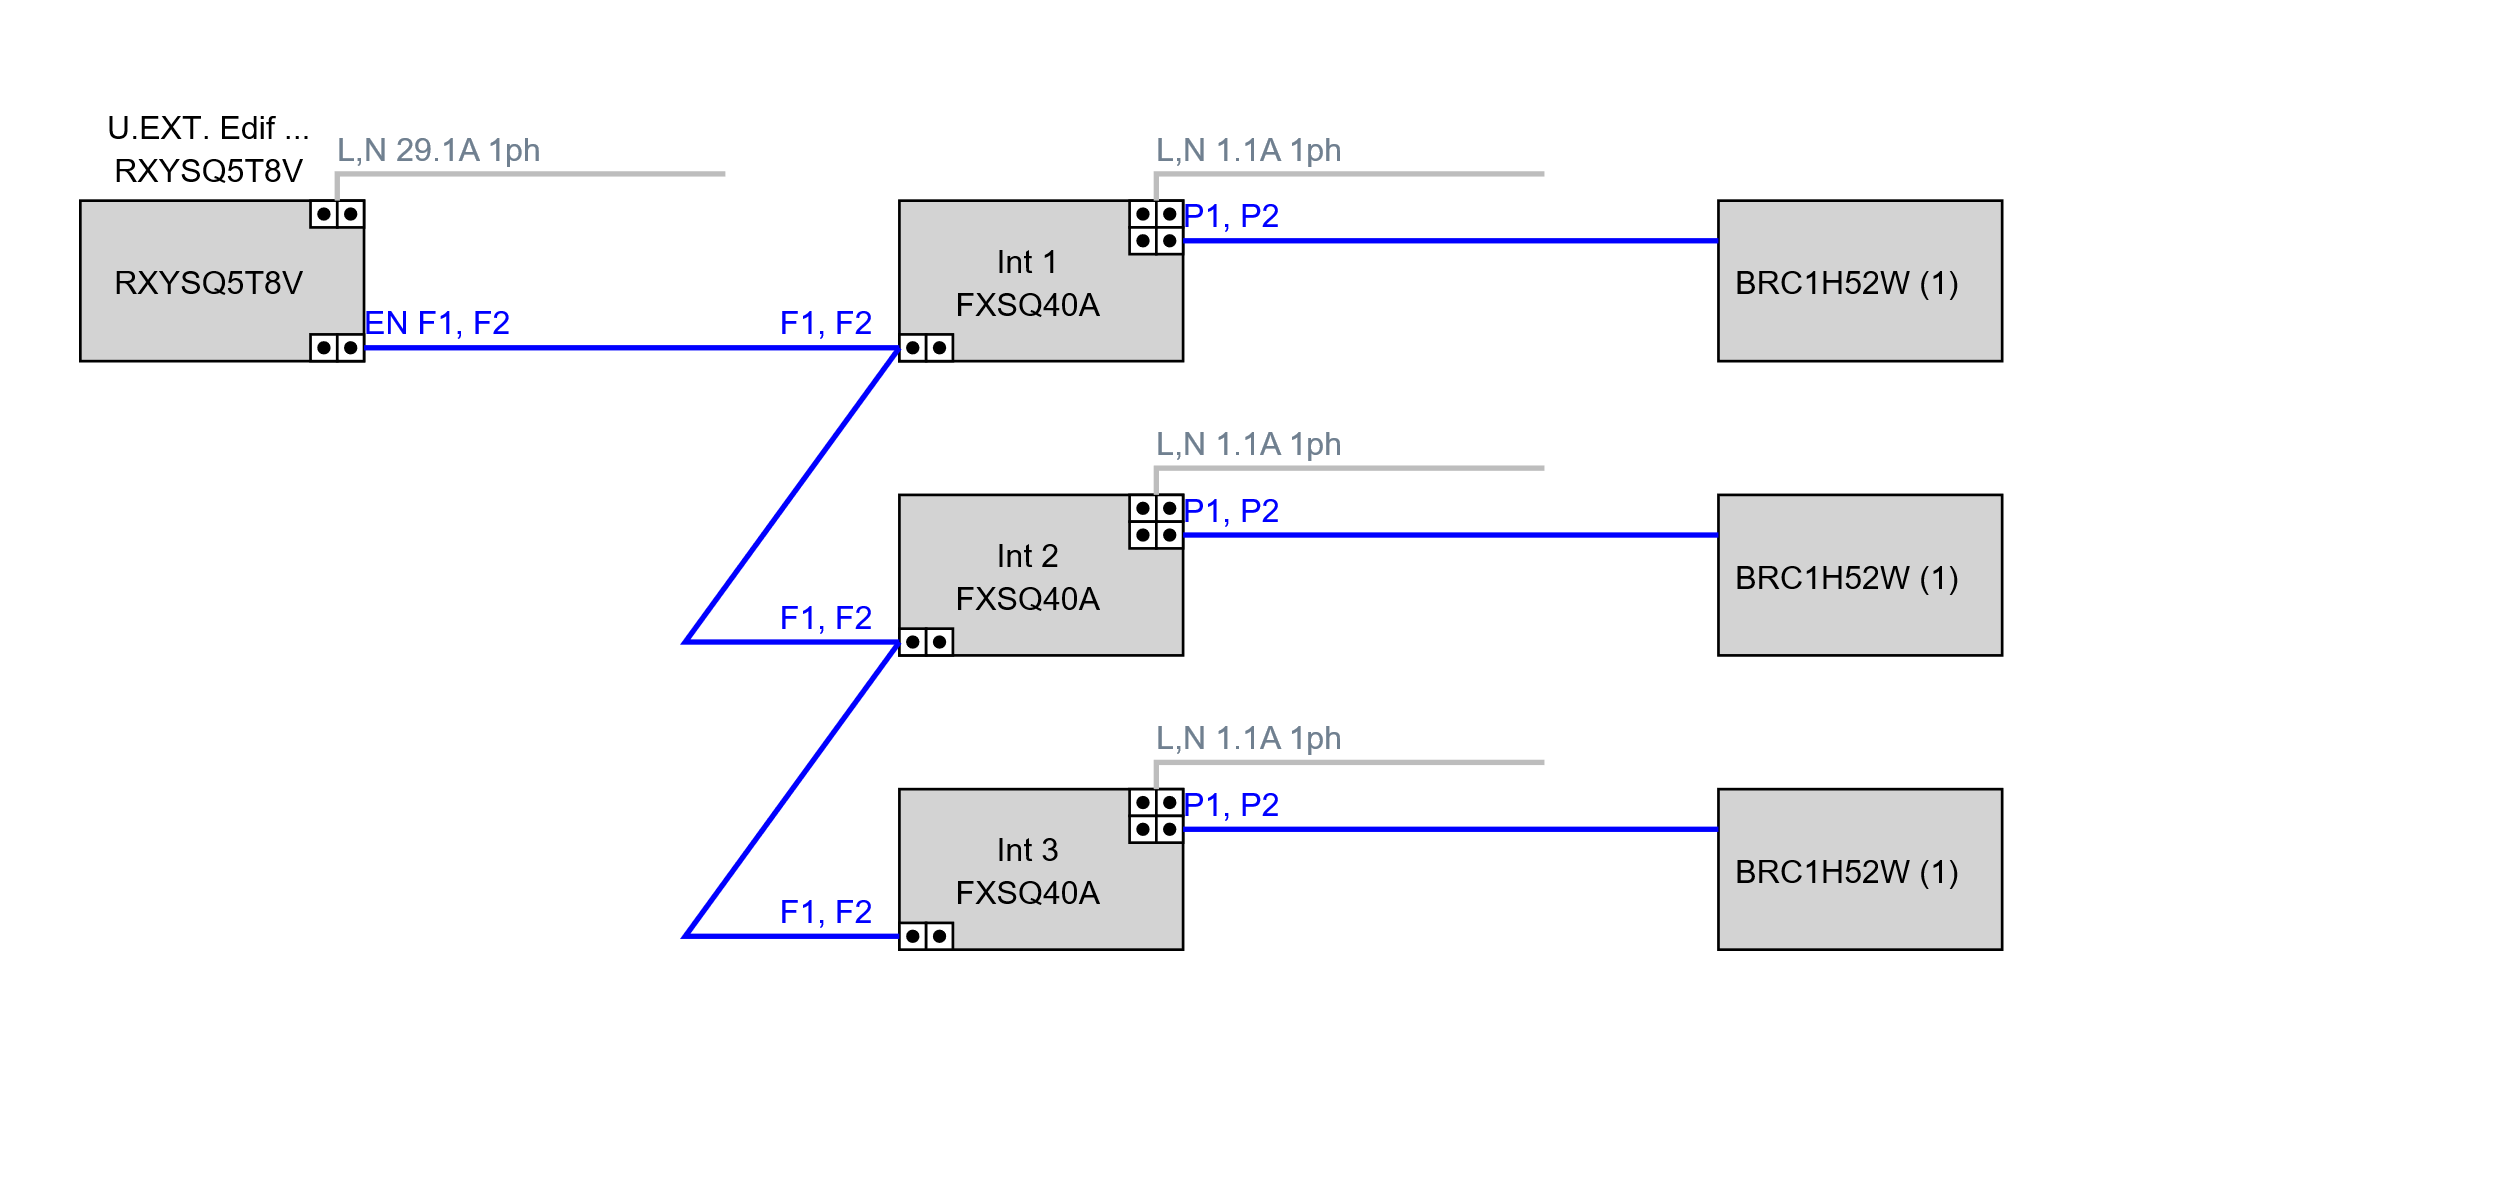 U.EXT. Edif ...
RXYSQ5T8V
L,N 29.1A 1ph
RXYSQ5T8V
EN F1, F2
F1, F2
L,N 1.1A 1ph
P1, P2
Int 1
FXSQ40A
BRC1H52W (1)
L,N 1.1A 1ph
P1, P2
Int 2
FXSQ40A
F1, F2
BRC1H52W (1)
L,N 1.1A 1ph
P1, P2
Int 3
FXSQ40A
F1, F2
BRC1H52W (1)